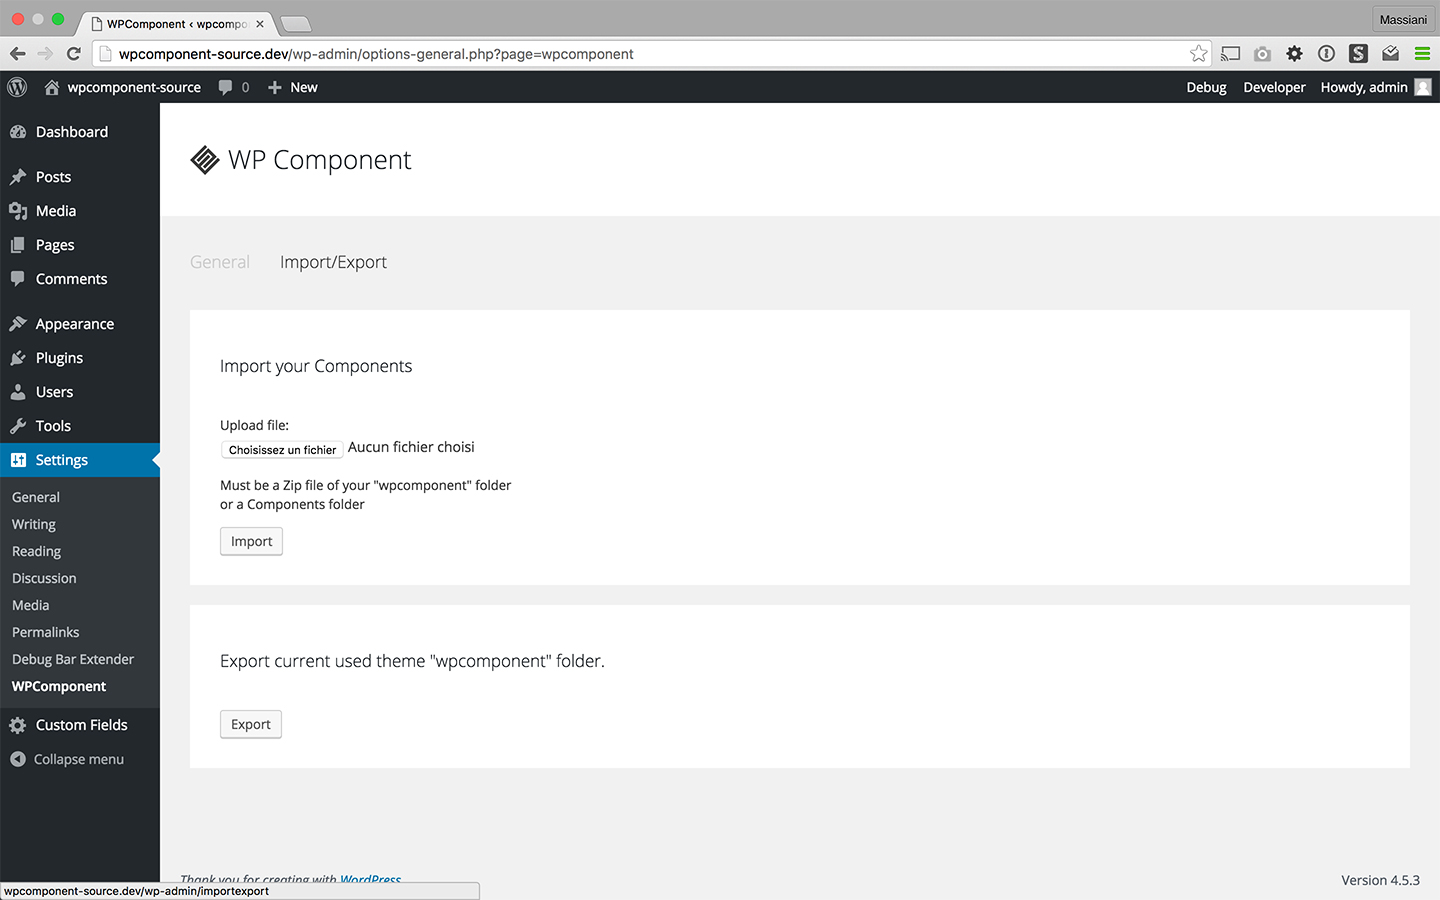 WPComponent ‹ wpcompo
Massiani
wpcomponent-source.dev/wp-admin/options-general.php?page=wpcomponent
wpcomponent-source 0 New Debug Developer Howdy, admin
Dashboard
Posts
Media
Pages
Comments
Appearance
Plugins
Users
Tools
Settings
General
Writing
Reading
Discussion
Media
Permalinks
Debug Bar Extender
WPComponent
Custom Fields
Collapse menu
WP Component
General Import/Export
Import your Components
Upload file:
Choisissez un fichier Aucun fichier choisi
Must be a Zip file of your "wpcomponent" folder
or a Components folder
Import
Export current used theme "wpcomponent" folder.
Export
Thank you for creating with WordPress
Version 4.5.3
wpcomponent-source.dev/wp-admin/importexport